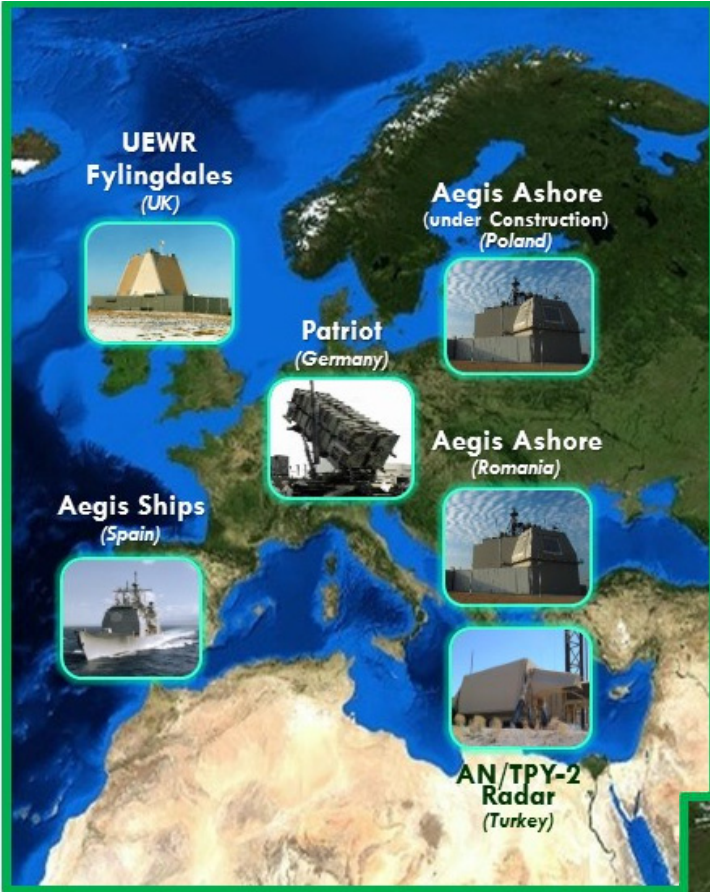 UEWR
Fylingdales
(UK)
Aegis Ashore
(under Construction)
(Poland)
Patriot
(Germany)
Aegis Ashore
(Romania)
Aegis Ships
(Spain)
AN/TPY-2
Radar
(Turkey)